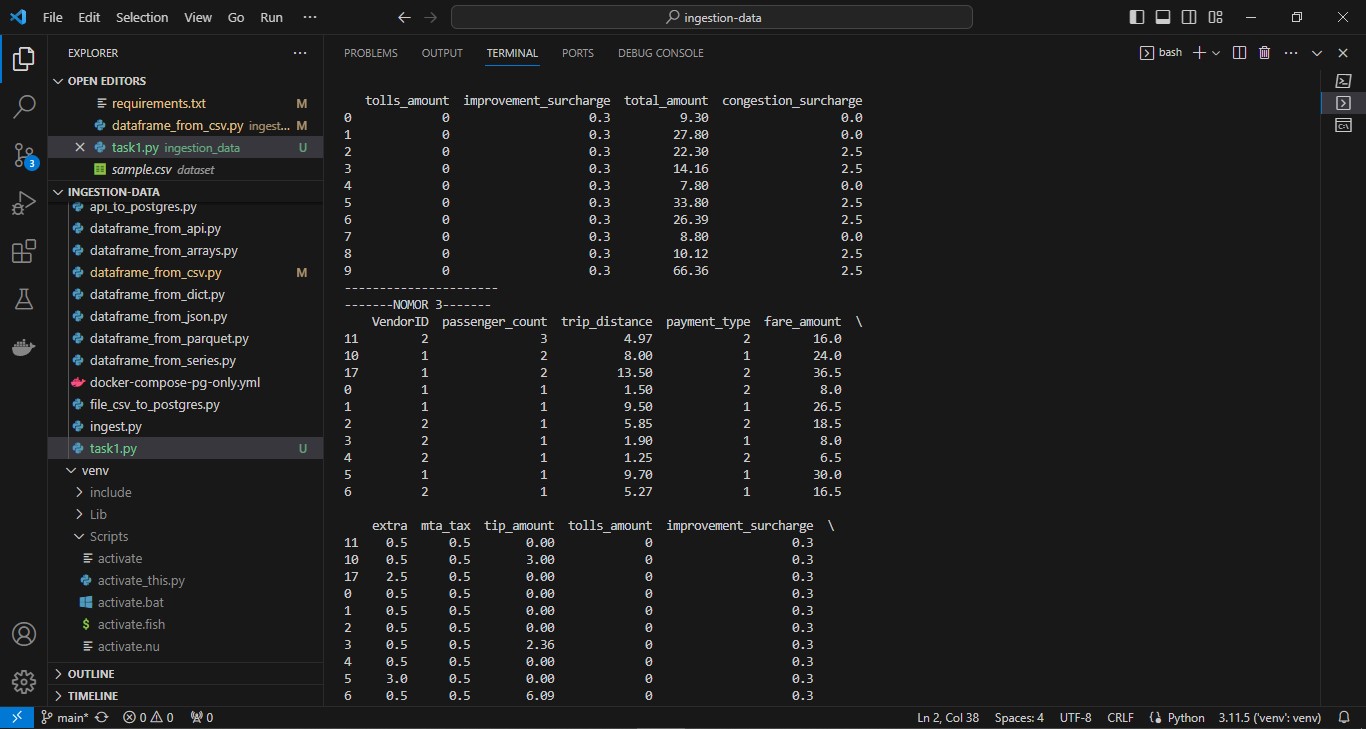 File Edit Selection View Go Run ···
ingestion-data
EXPLORER ···
OPEN EDITORS
requirements.txt M
dataframe_from_csv.py ingest... M
task1.py ingestion_data U
sample.csv dataset
INGESTION-DATA
api_to_postgres.py
dataframe_from_api.py
dataframe_from_arrays.py
dataframe_from_csv.py M
dataframe_from_dict.py
dataframe_from_json.py
dataframe_from_parquet.py
dataframe_from_series.py
docker-compose-pg-only.yml
file_csv_to_postgres.py
ingest.py
task1.py U
venv
include
Lib
Scripts
activate
activate_this.py
activate.bat
activate.fish
activate.nu
OUTLINE
TIMELINE
3
PROBLEMS OUTPUT TERMINAL PORTS DEBUG CONSOLE
bash
tolls_amount improvement_surcharge total_amount congestion_surcharge
0 0 0.3 9.30 0.0
1 0 0.3 27.80 0.0
2 0 0.3 22.30 2.5
3 0 0.3 14.16 2.5
4 0 0.3 7.80 0.0
5 0 0.3 33.80 2.5
6 0 0.3 26.39 2.5
7 0 0.3 8.80 0.0
8 0 0.3 10.12 2.5
9 0 0.3 66.36 2.5
----------------------
-------NOMOR 3-------
VendorID passenger_count trip_distance payment_type fare_amount \
11 2 3 4.97 2 16.0
10 1 2 8.00 1 24.0
17 1 2 13.50 2 36.5
0 1 1 1.50 2 8.0
1 1 1 9.50 1 26.5
2 2 1 5.85 2 18.5
3 2 1 1.90 1 8.0
4 2 1 1.25 2 6.5
5 1 1 9.70 1 30.0
6 2 1 5.27 1 16.5
extra mta_tax tip_amount tolls_amount improvement_surcharge \
11 0.5 0.5 0.00 0 0.3
10 0.5 0.5 3.00 0 0.3
17 2.5 0.5 0.00 0 0.3
0 0.5 0.5 0.00 0 0.3
1 0.5 0.5 0.00 0 0.3
2 0.5 0.5 0.00 0 0.3
3 0.5 0.5 2.36 0 0.3
4 0.5 0.5 0.00 0 0.3
5 3.0 0.5 0.00 0 0.3
6 0.5 0.5 6.09 0 0.3
main* 0 0 0 Ln 2, Col 38 Spaces: 4 UTF-8 CRLF Python 3.11.5 ('venv': venv)